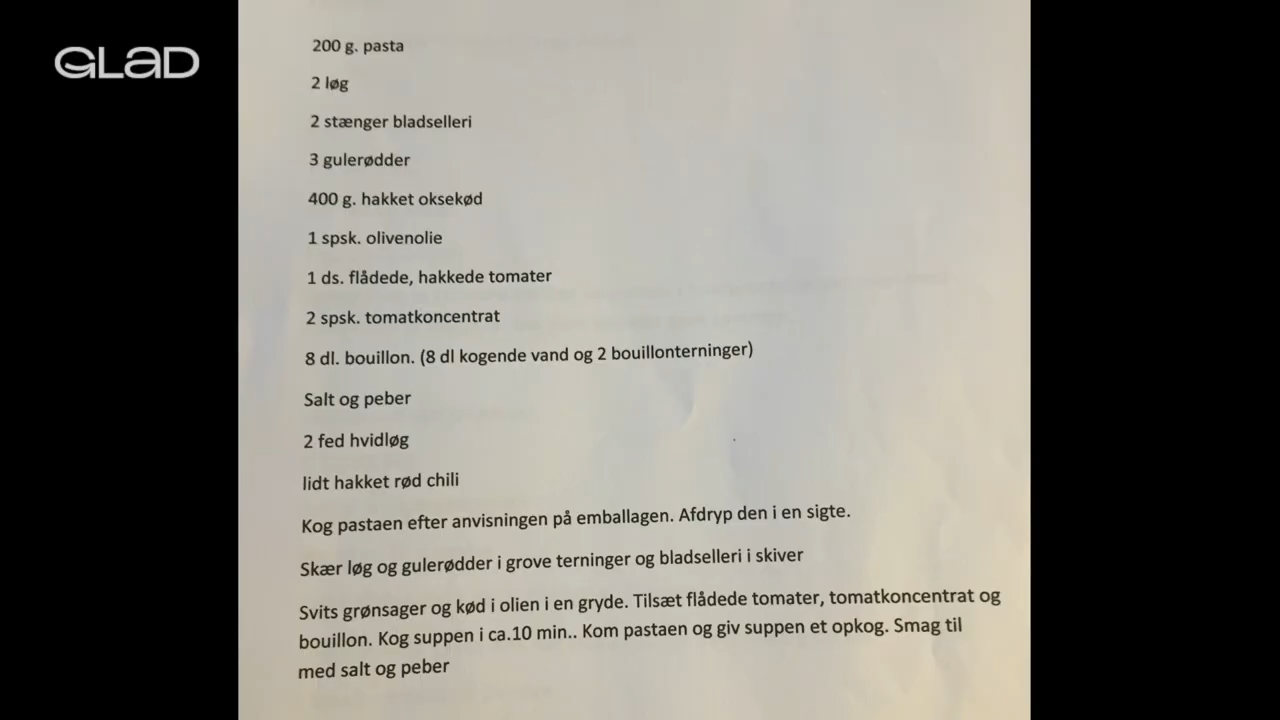 GLAD
200 g. pasta
2 løg
2 stænger bladselleri
3 gulerødder
400 g. hakket oksekød
1 spsk. olivenolie
1 ds. flådede, hakkede tomater
2 spsk. tomatkoncentrat
8 dl. bouillon. (8 dl kogende vand og 2 bouillonterninger)
Salt og peber
2 fed hvidløg
lidt hakket rød chili
Kog pastaen efter anvisningen på emballagen. Afdryp den i en sigte.
Skær løg og gulerødder i grove terninger og bladselleri i skiver
Svits grønsager og kød i olien i en gryde. Tilsæt flådede tomater, tomatkoncentrat og
bouillon. Kog suppen i ca.10 min.. Kom pastaen og giv suppen et opkog. Smag til
med salt og peber